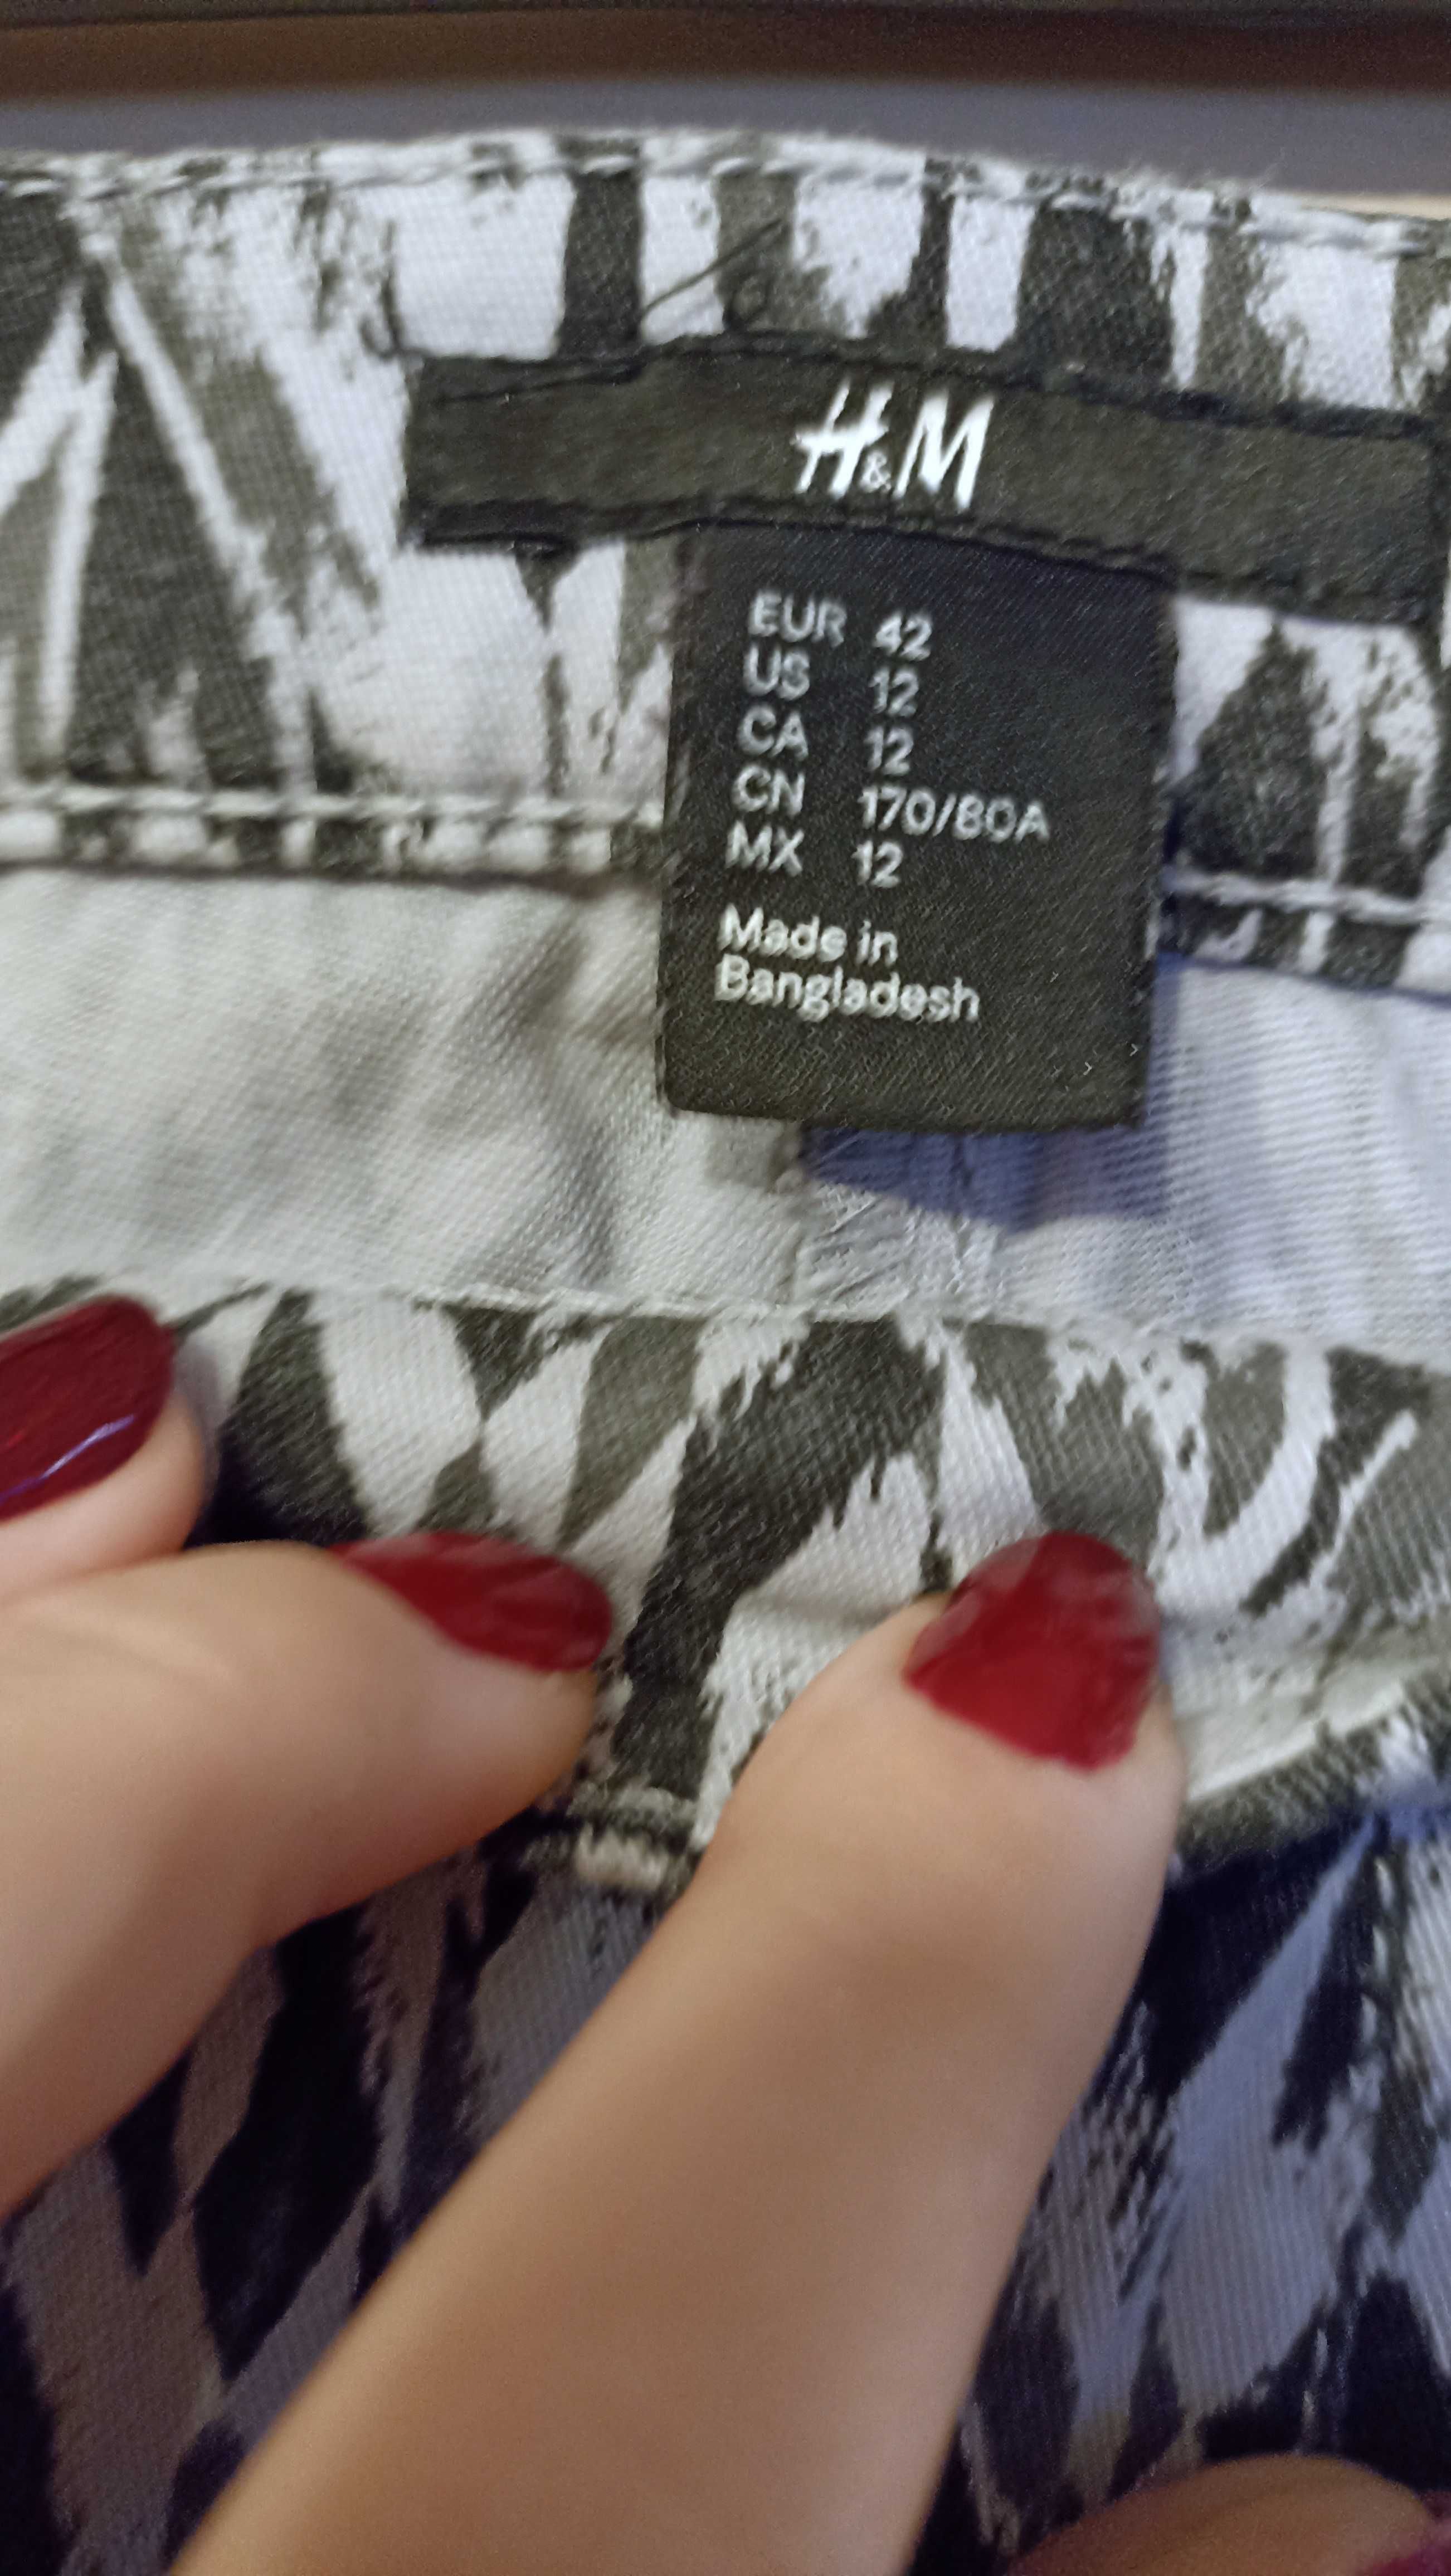 H&M
EUR 42
US 12
CA 12
CN 170/80A
MX 12
Made in
Bangladesh